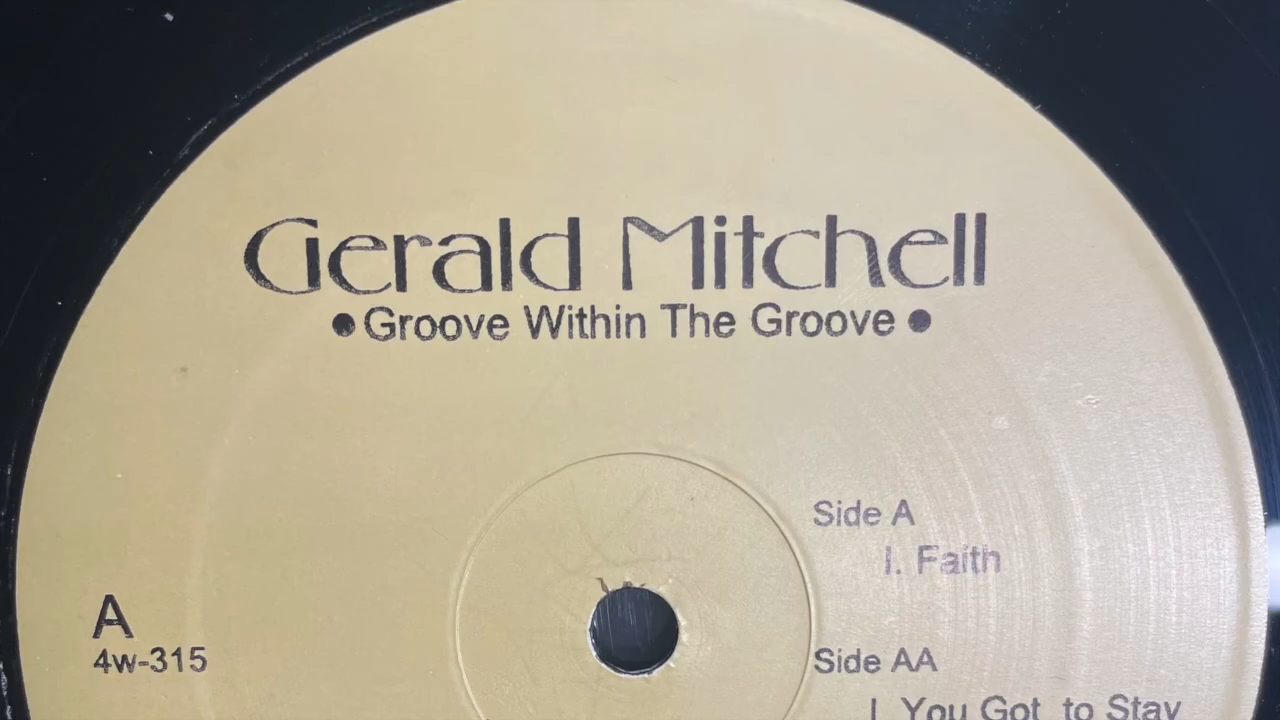 Gerald Mitchell
•Groove Within The Groove•
Side A
I. Faith
A
4w-315
Side AA
I. You Got to Stay